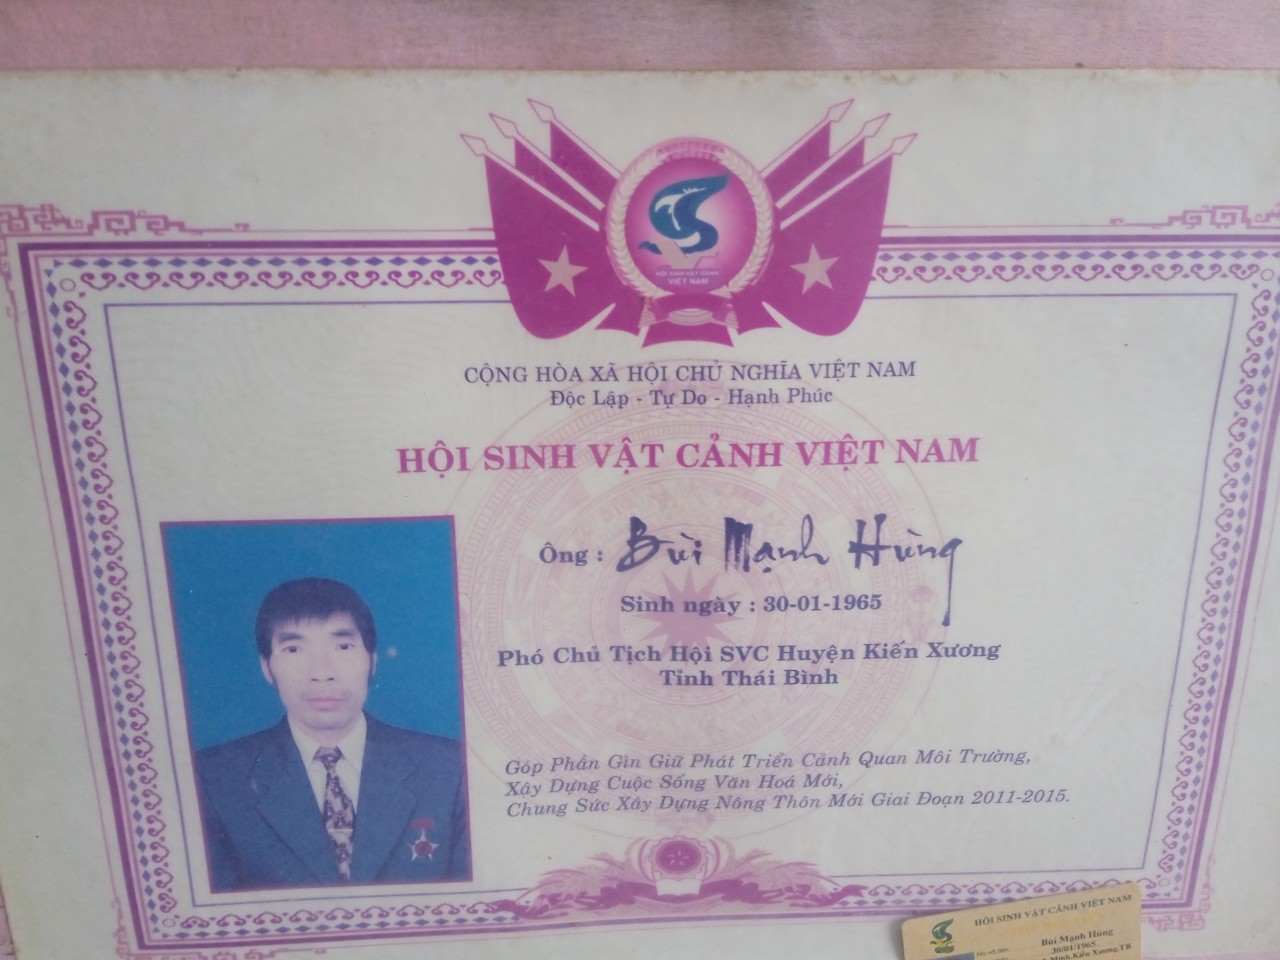 HỘI SINH VẬT CẢNH
VIỆT NAM
CỘNG HÒA XÃ HỘI CHỦ NGHĨA VIỆT NAM
Độc Lập - Tự Do - Hạnh Phúc
HỘI SINH VẬT CẢNH VIỆT NAM
Ông : Bùi Mạnh Hùng
Sinh ngày : 30-01-1965
Phó Chủ Tịch Hội SVC Huyện Kiến Xương
Tỉnh Thái Bình
Góp Phần Gìn Giữ Phát Triển Cảnh Quan Môi Trường,
Xây Dựng Cuộc Sống Văn Hoá Mới,
Chung Sức Xây Dựng Nông Thôn Mới Giai Đoạn 2011-2015.
HỘI SINH VẬT CẢNH VIỆT NAM
Bùi Mạnh Hùng
30/01/1965
Minh, Kiến Xương, TB